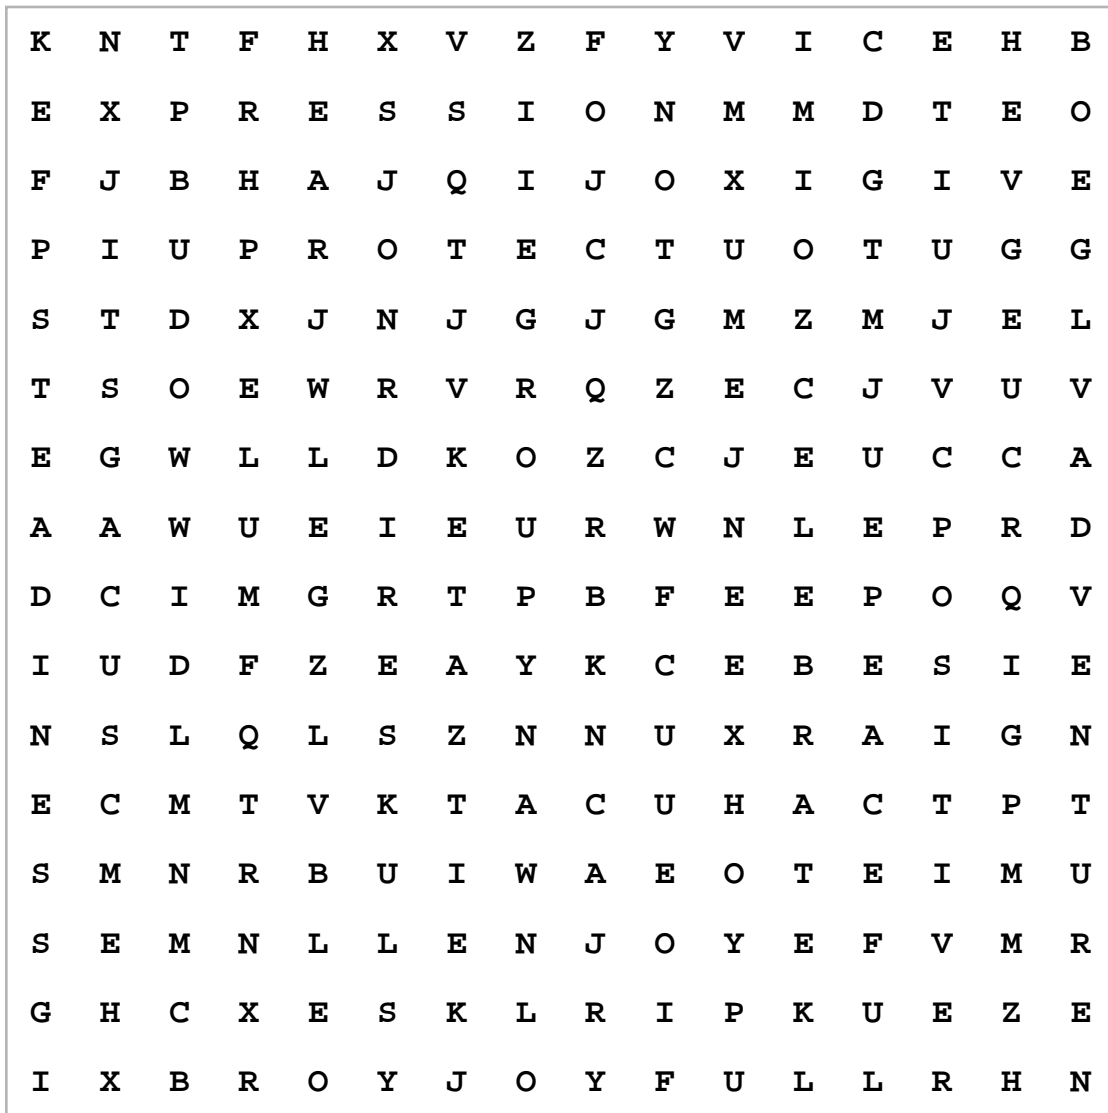 K N T F H X V Z F Y V I C E H B
E X P R E S S I O N M M D T E O
F J B H A J Q I J O X I G I V E
P I U P R O T E C T U O T U G G
S T D X J N J G J G M Z M J E L
T S O E W R V R Q Z E C J V U V
E G W L L D K O Z C J E U C C A
A A W U E I E U R W N L E P R D
D C I M G R T P B F E E P O Q V
I U D F Z E A Y K C E B E S I E
N S L Q L S Z N N U X R A I G N
E C M T V K T A C U H A C T P T
S M N R B U I W A E O T E I M U
S E M N L L E N J O Y E F V M R
G H C X E S K L R I P K U E Z E
I X B R O Y J O Y F U L L R H N